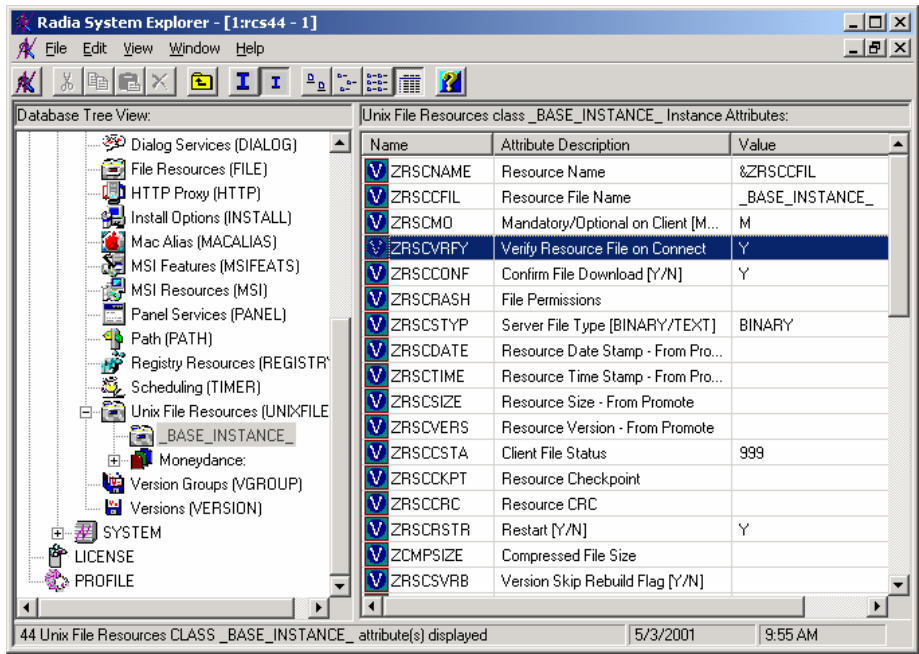 Radia System Explorer - [1:rcs44 - 1]
File Edit View Window Help
Database Tree View:
Unix File Resources class _BASE_INSTANCE_ Instance Attributes:
Dialog Services (DIALOG)
File Resources (FILE)
HTTP Proxy (HTTP)
Install Options (INSTALL)
Mac Alias (MACALIAS)
MSI Features (MSIFEATS)
MSI Resources (MSI)
Panel Services (PANEL)
Path (PATH)
Registry Resources (REGISTRY
Scheduling (TIMER)
Unix File Resources (UNIXFILE
_BASE_INSTANCE_
Moneydance:
Version Groups (VGROUP)
Versions (VERSION)
SYSTEM
LICENSE
PROFILE
Name Attribute Description Value
ZRSCNAME Resource Name &ZRSCCFIL
ZRSCCFIL Resource File Name _BASE_INSTANCE_
ZRSCMO Mandatory/Optional on Client [M... M
ZRSCVRFY Verify Resource File on Connect Y
ZRSCCONF Confirm File Download [Y/N] Y
ZRSCRASH File Permissions
ZRSCSTYP Server File Type [BINARY/TEXT] BINARY
ZRSCDATE Resource Date Stamp - From Pro...
ZRSCTIME Resource Time Stamp - From Pro...
ZRSCSIZE Resource Size - From Promote
ZRSCVERS Resource Version - From Promote
ZRSCCSTA Client File Status 999
ZRSCCKPT Resource Checkpoint
ZRSCCRC Resource CRC
ZRSCRSTR Restart [Y/N] Y
ZCMPSIZE Compressed File Size
ZRSCSVRB Version Skip Rebuild Flag [Y/N]
44 Unix File Resources CLASS _BASE_INSTANCE_ attribute(s) displayed 5/3/2001 9:55 AM